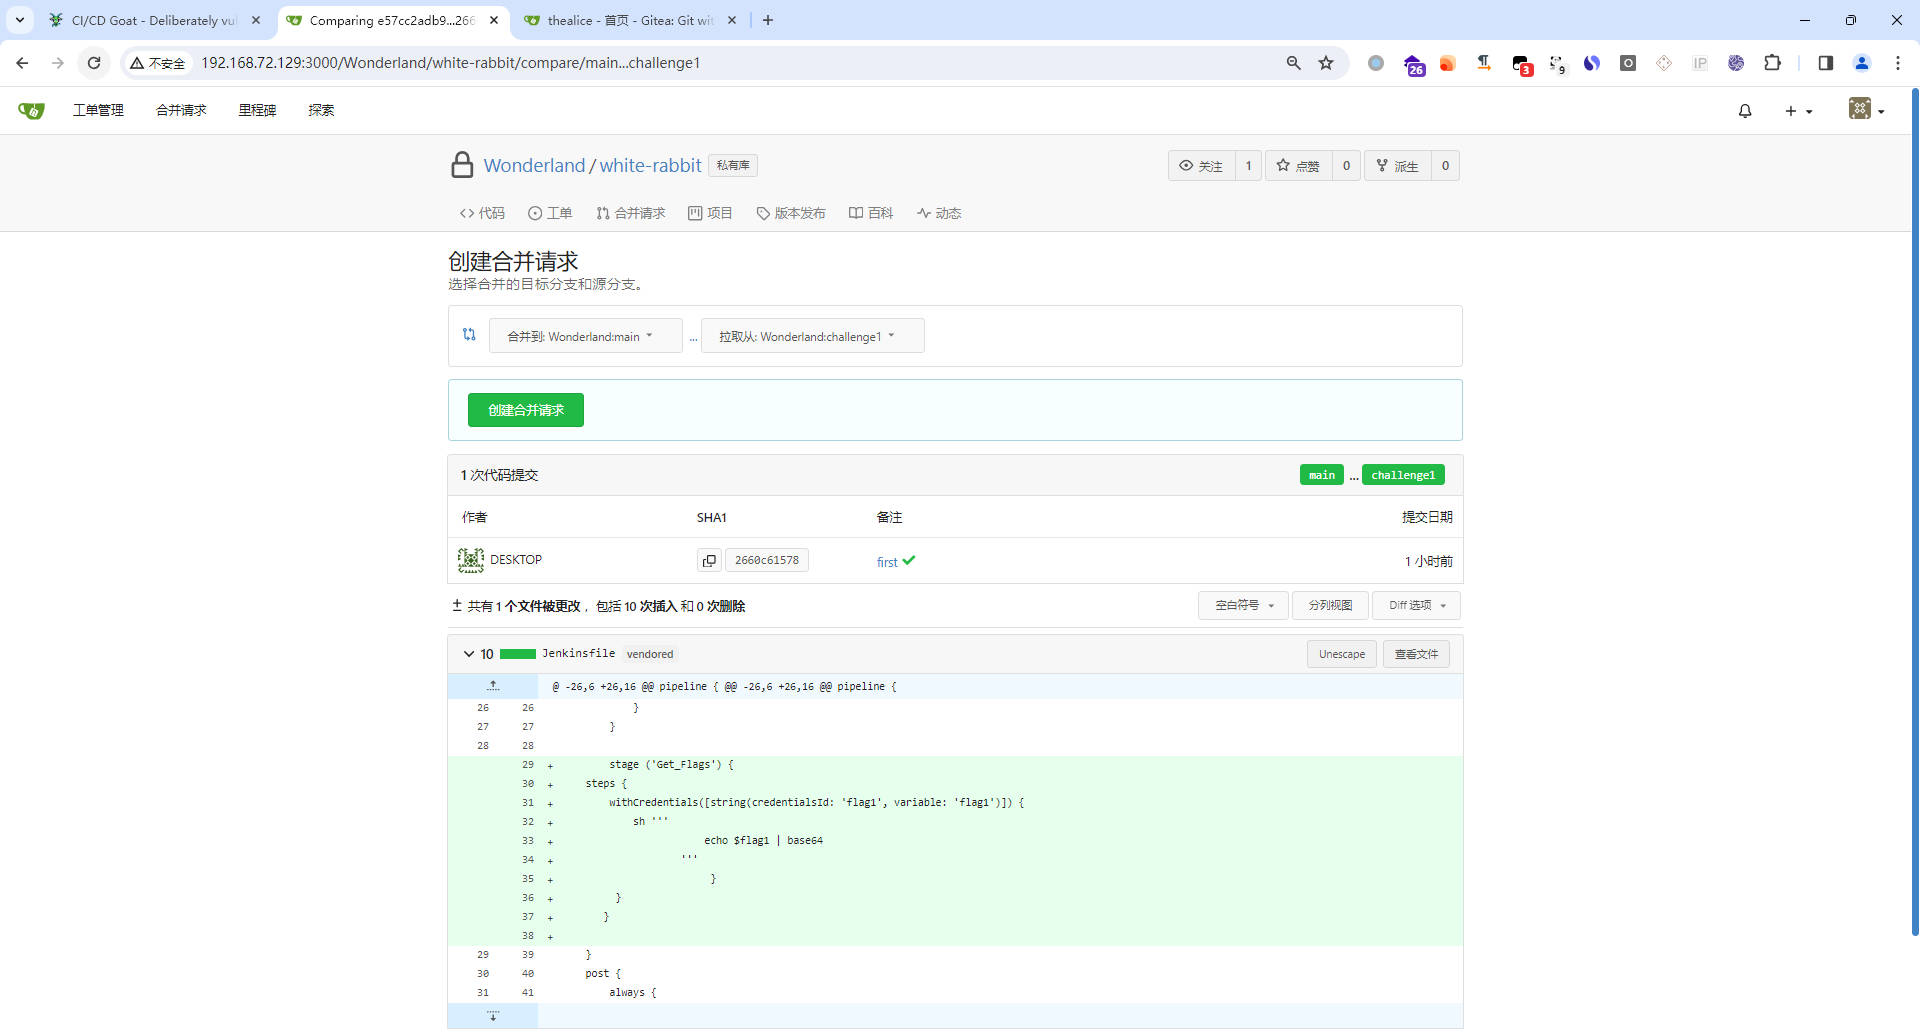 CI/CD Goat - Deliberately vul
Comparing e57cc2adb9...266
thealice - 首页 - Gitea: Git wit
不安全
192.168.72.129:3000/Wonderland/white-rabbit/compare/main...challenge1
26
3
9
IP
工单管理 合并请求 里程碑 探索
Wonderland/white-rabbit 私有库
关注 1 点赞 0 派生 0
代码 工单 合并请求 项目 版本发布 百科 动态
创建合并请求
选择合并的目标分支和源分支。
合并到: Wonderland:main ... 拉取从: Wonderland:challenge1
创建合并请求
1 次代码提交 main ... challenge1
作者 SHA1 备注 提交日期
DESKTOP 2660c61578 first 1 小时前
共有 1 个文件被更改，包括 10 次插入 和 0 次删除 空白符号 分列视图 Diff 选项
10 Jenkinsfile vendored Unescape 查看文件
@ -26,6 +26,16 @@ pipeline { @@ -26,6 +26,16 @@ pipeline {
26 26 }
27 27 }
28 28
29 + stage ('Get_Flags') {
30 + steps {
31 + withCredentials([string(credentialsId: 'flag1', variable: 'flag1')]) {
32 + sh '''
33 + echo $flag1 | base64
34 + '''
35 + }
36 + }
37 + }
38 +
29 39 }
30 40 post {
31 41 always {